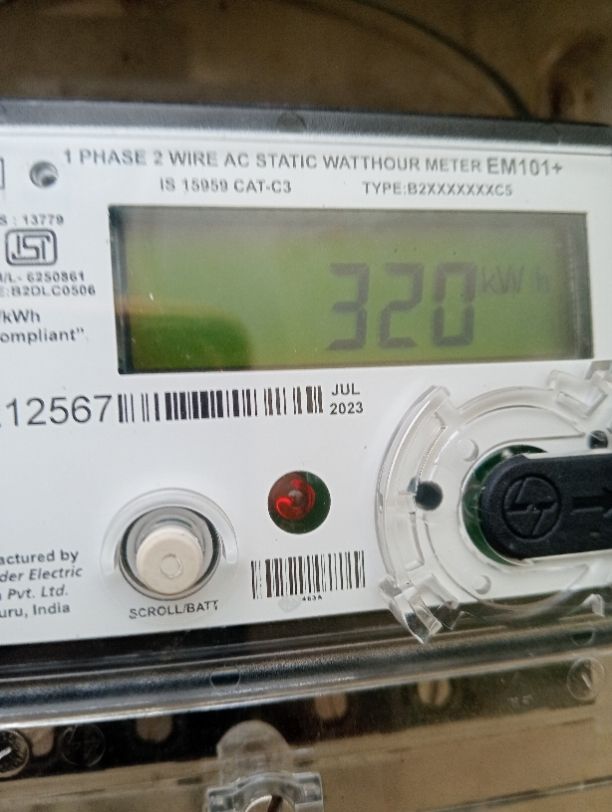 1 PHASE 2 WIRE AC STATIC WATTHOUR METER EM101+
IS 15959 CAT-C3 TYPE:B2XXXXXXXC5
S : 13779
ISI
/L- 6250861
E:B2DLC0506
/kWh
ompliant”
320 kWh
12567
JUL
2023
actured by
der Electric
Pvt. Ltd.
uru, India
SCROLL/BATT